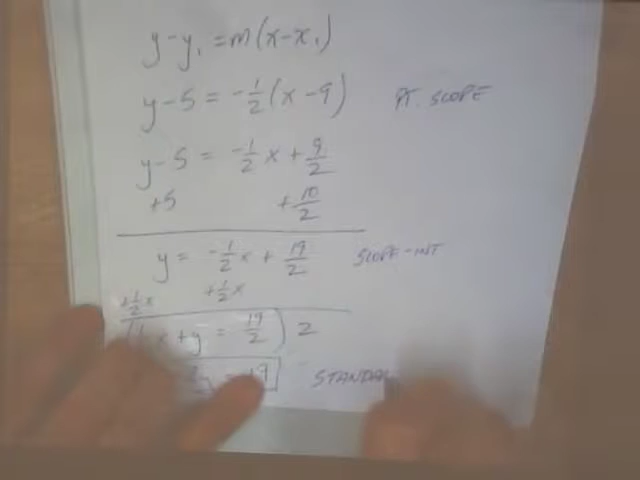 y-y₁ = m(x-x₁)
y-5 = -1/2(x-9) PT. SLOPE
y-5 = -1/2x + 9/2
+5 +10/2
y = -1/2x + 19/2 SLOPE-INT
+1/2x +1/2x
x+y = 19/2) 2
19